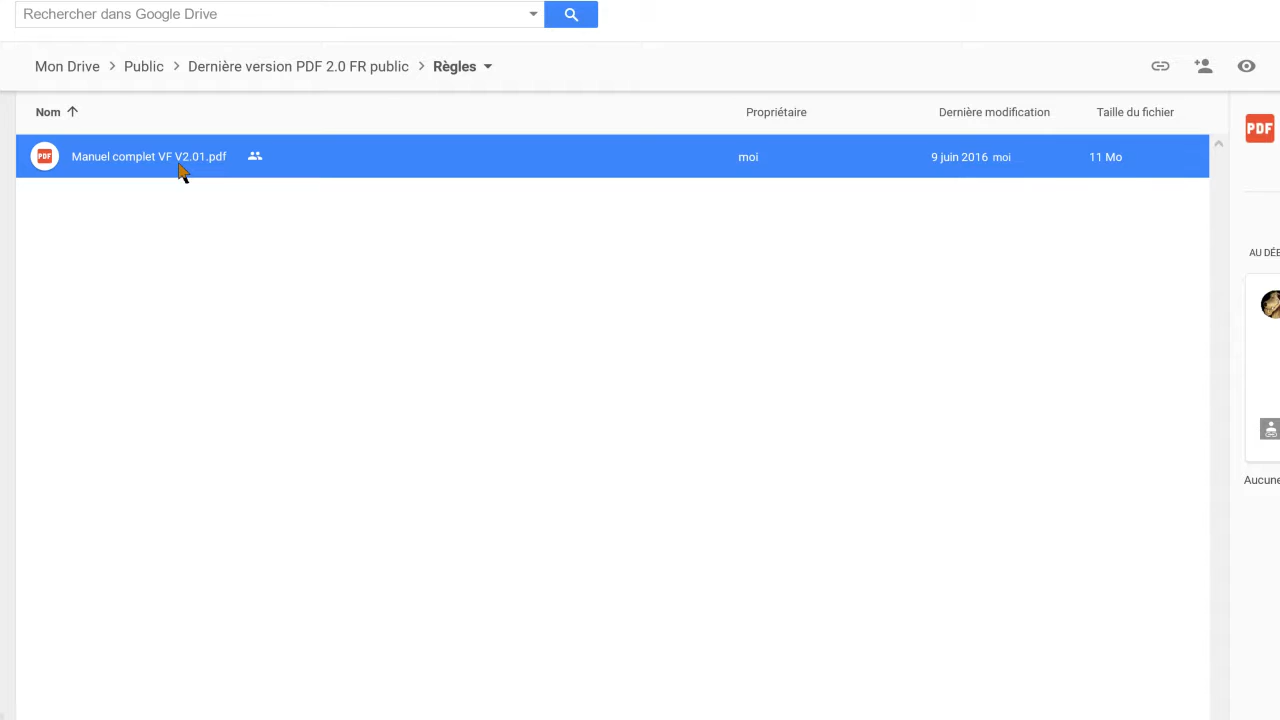 Rechercher dans Google Drive
Mon Drive > Public > Dernière version PDF 2.0 FR public > Règles
Nom Propriétaire Dernière modification Taille du fichier
PDF Manuel complet VF V2.01.pdf moi 9 juin 2016 moi 11 Mo
PDF
AU DÉB
Aucune